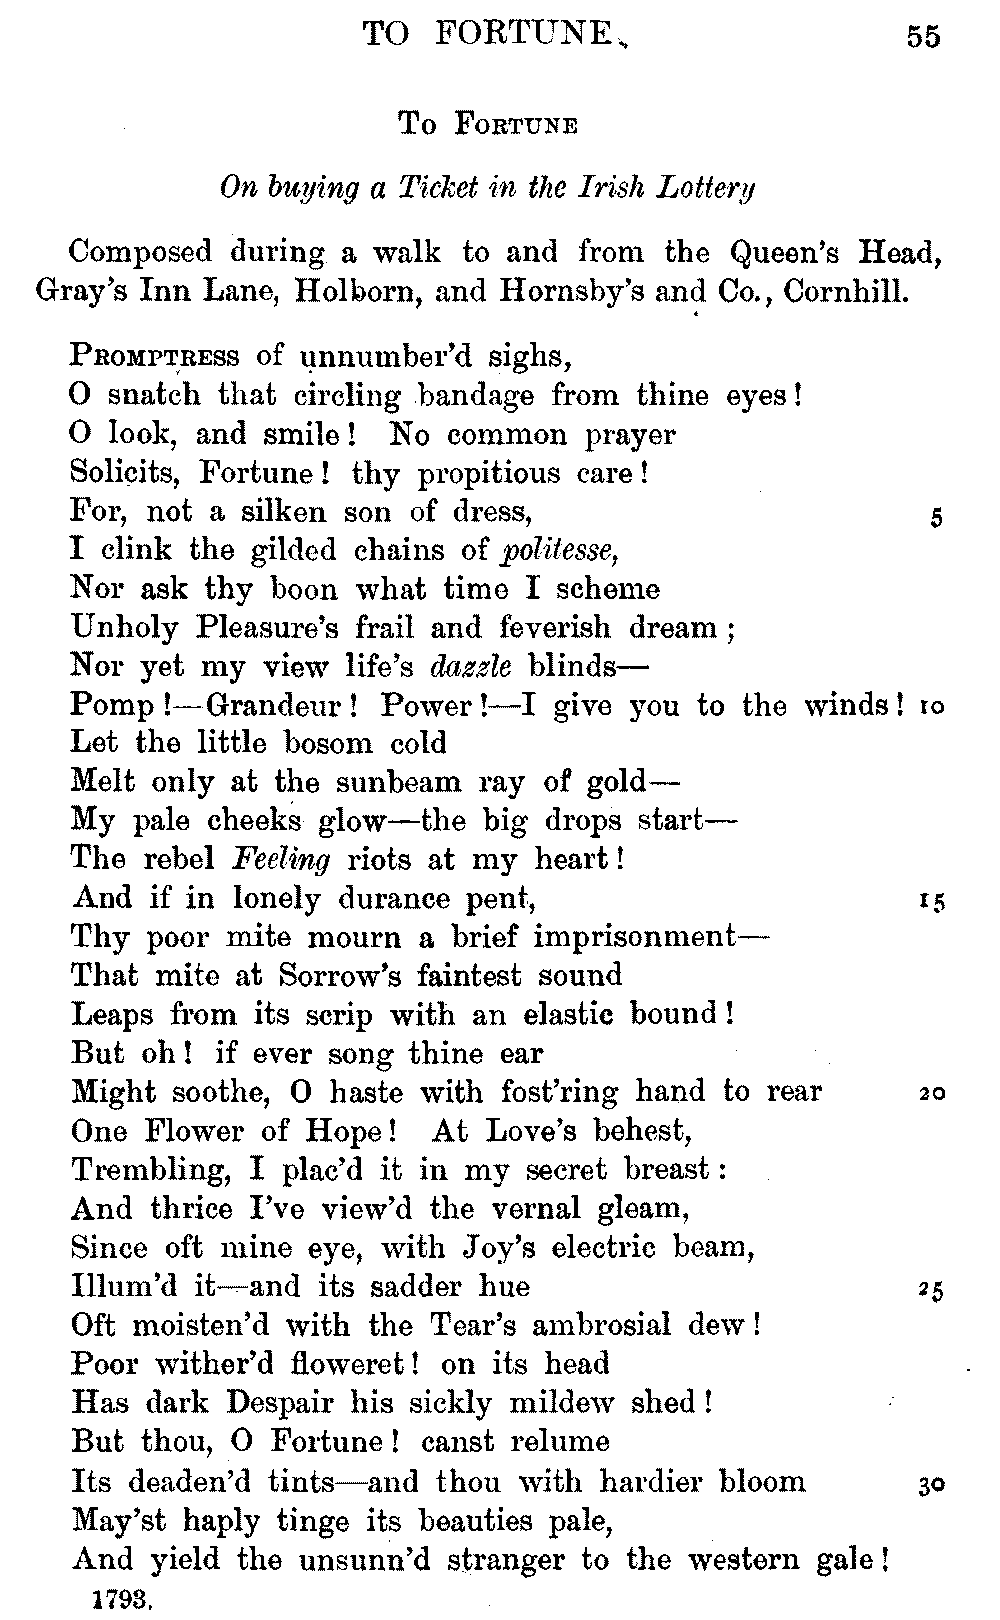 TO FORTUNE. 55
To Fortune
On buying a Ticket in the Irish Lottery
Composed during a walk to and from the Queen's Head,
Gray's Inn Lane, Holborn, and Hornsby's and Co., Cornhill.
Promptress of unnumber'd sighs,
O snatch that circling bandage from thine eyes!
O look, and smile! No common prayer
Solicits, Fortune! thy propitious care!
For, not a silken son of dress, 5
I clink the gilded chains of politesse,
Nor ask thy boon what time I scheme
Unholy Pleasure's frail and feverish dream;
Nor yet my view life's dazzle blinds—
Pomp!—Grandeur! Power!—I give you to the winds! 10
Let the little bosom cold
Melt only at the sunbeam ray of gold—
My pale cheeks glow—the big drops start—
The rebel Feeling riots at my heart!
And if in lonely durance pent, 15
Thy poor mite mourn a brief imprisonment—
That mite at Sorrow's faintest sound
Leaps from its scrip with an elastic bound!
But oh! if ever song thine ear
Might soothe, O haste with fost'ring hand to rear 20
One Flower of Hope! At Love's behest,
Trembling, I plac'd it in my secret breast:
And thrice I've view'd the vernal gleam,
Since oft mine eye, with Joy's electric beam,
Illum'd it—and its sadder hue 25
Oft moisten'd with the Tear's ambrosial dew!
Poor wither'd floweret! on its head
Has dark Despair his sickly mildew shed!
But thou, O Fortune! canst relume
Its deaden'd tints—and thou with hardier bloom 30
May'st haply tinge its beauties pale,
And yield the unsunn'd stranger to the western gale!
1793.